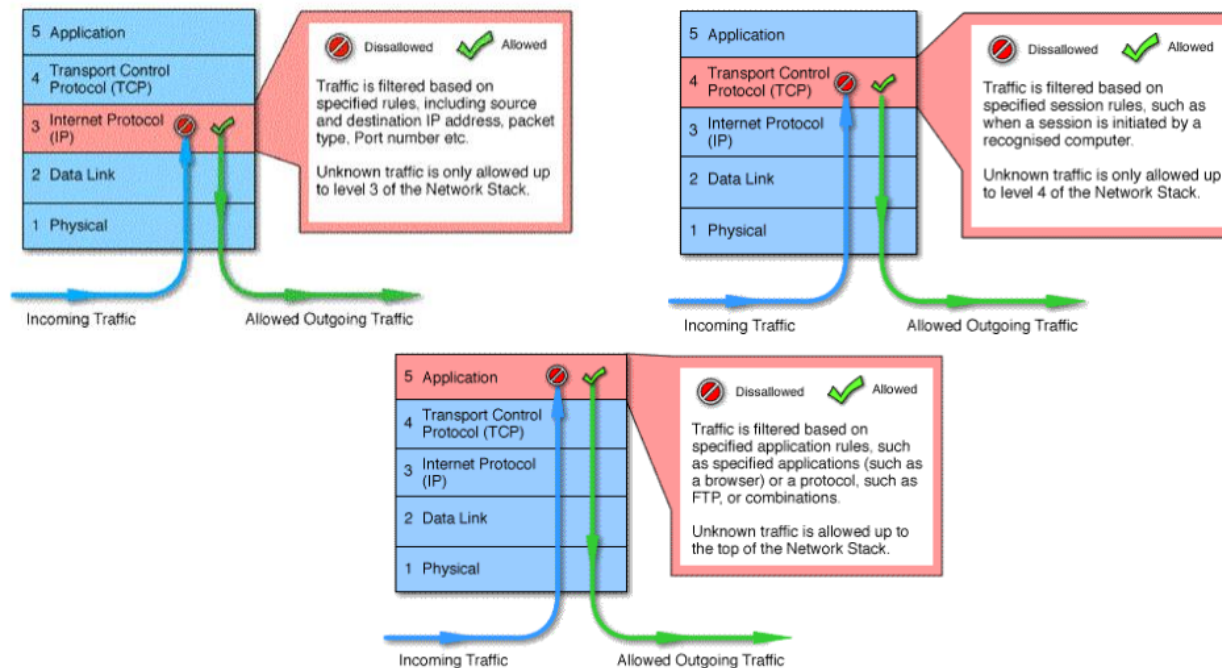 5 Application
4 Transport Control
Protocol (TCP)
3 Internet Protocol
(IP)
2 Data Link
1 Physical
Disallowed Allowed
Traffic is filtered based on
specified rules, including source
and destination IP address, packet
type, Port number etc.
Unknown traffic is only allowed up
to level 3 of the Network Stack.
Incoming Traffic
Allowed Outgoing Traffic
5 Application
4 Transport Control
Protocol (TCP)
3 Internet Protocol
(IP)
2 Data Link
1 Physical
Disallowed Allowed
Traffic is filtered based on
specified session rules, such as
when a session is initiated by a
recognised computer.
Unknown traffic is only allowed up
to level 4 of the Network Stack.
Incoming Traffic
Allowed Outgoing Traffic
5 Application
4 Transport Control
Protocol (TCP)
3 Internet Protocol
(IP)
2 Data Link
1 Physical
Disallowed Allowed
Traffic is filtered based on
specified application rules, such
as specified applications (such as
a browser) or a protocol, such as
FTP, or combinations.
Unknown traffic is allowed up to
the top of the Network Stack.
Incoming Traffic
Allowed Outgoing Traffic